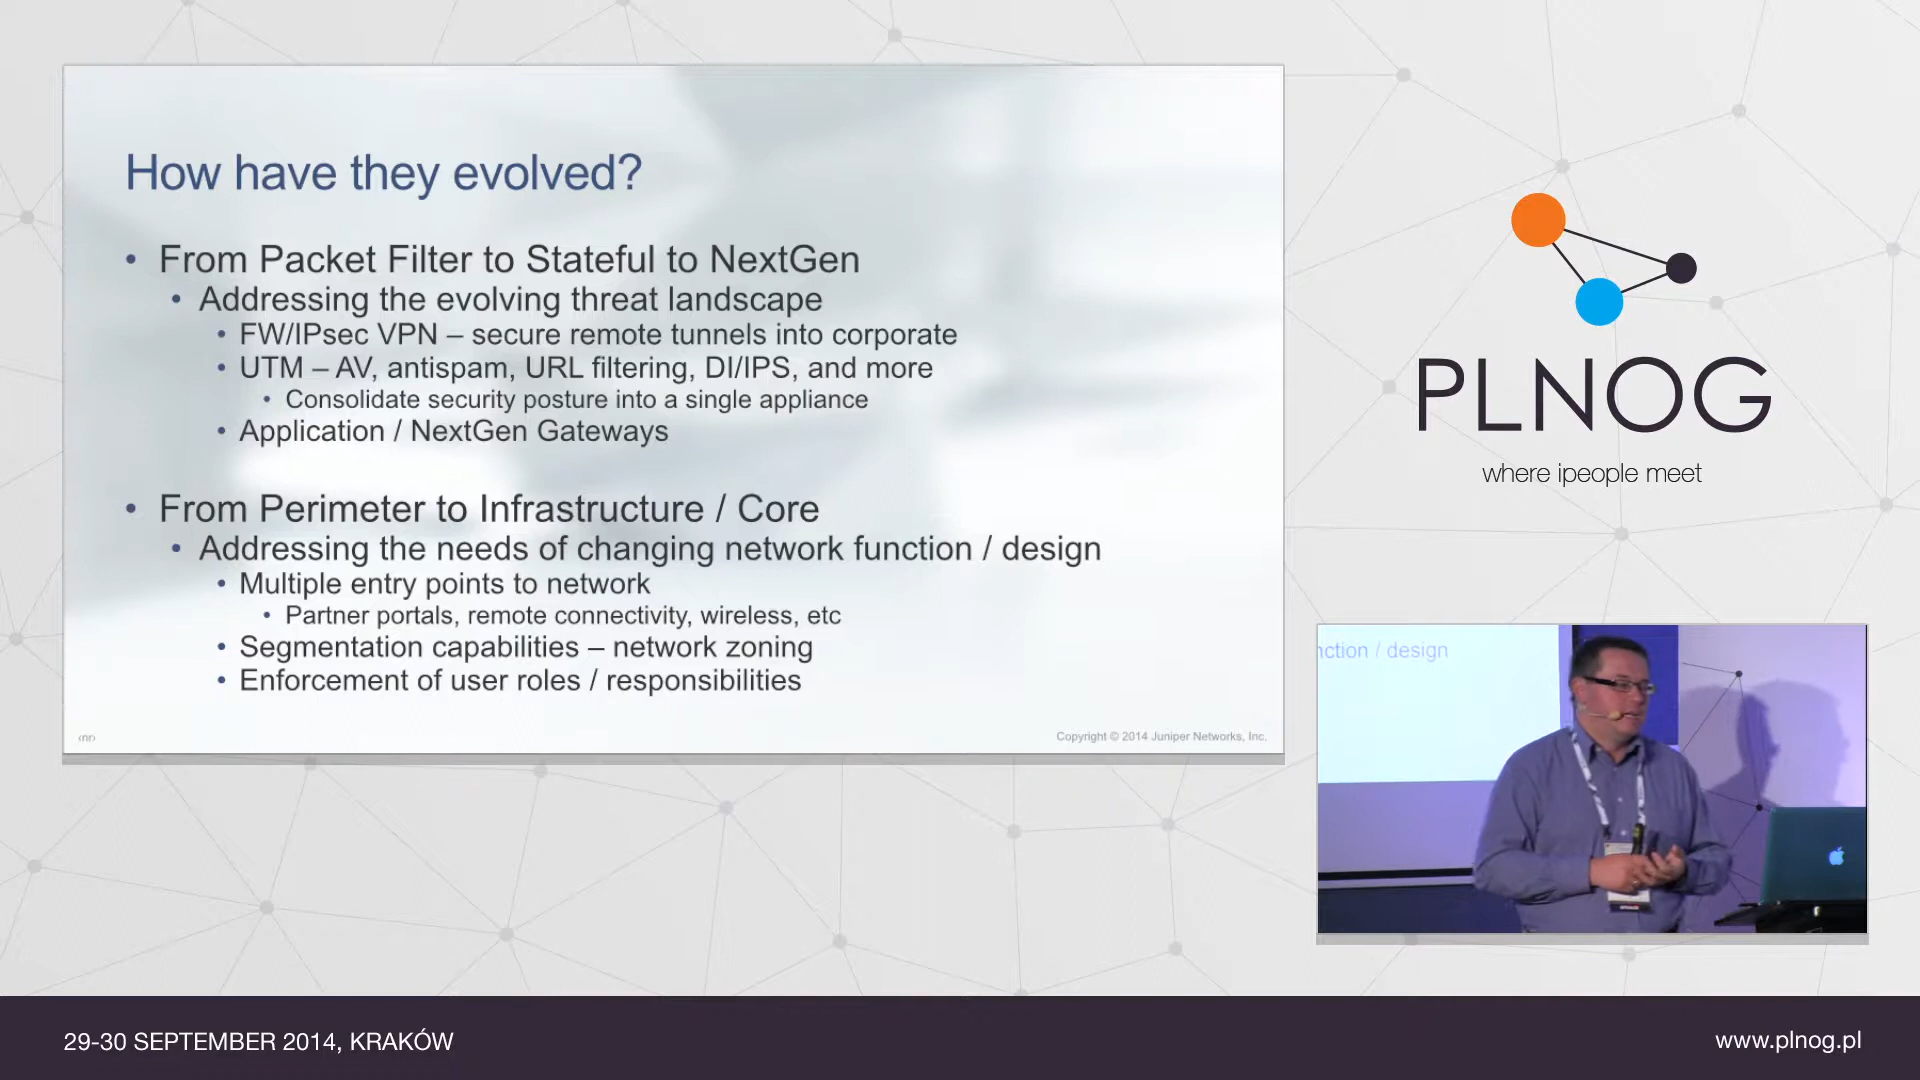 How have they evolved?
• From Packet Filter to Stateful to NextGen
• Addressing the evolving threat landscape
• FW/IPsec VPN – secure remote tunnels into corporate
• UTM – AV, antispam, URL filtering, DI/IPS, and more
• Consolidate security posture into a single appliance
• Application / NextGen Gateways
• From Perimeter to Infrastructure / Core
• Addressing the needs of changing network function / design
• Multiple entry points to network
• Partner portals, remote connectivity, wireless, etc
• Segmentation capabilities – network zoning
• Enforcement of user roles / responsibilities
Copyright © 2014 Juniper Networks, Inc.
PLNOG
where ipeople meet
nction / design
29-30 SEPTEMBER 2014, KRAKÓW
www.plnog.pl